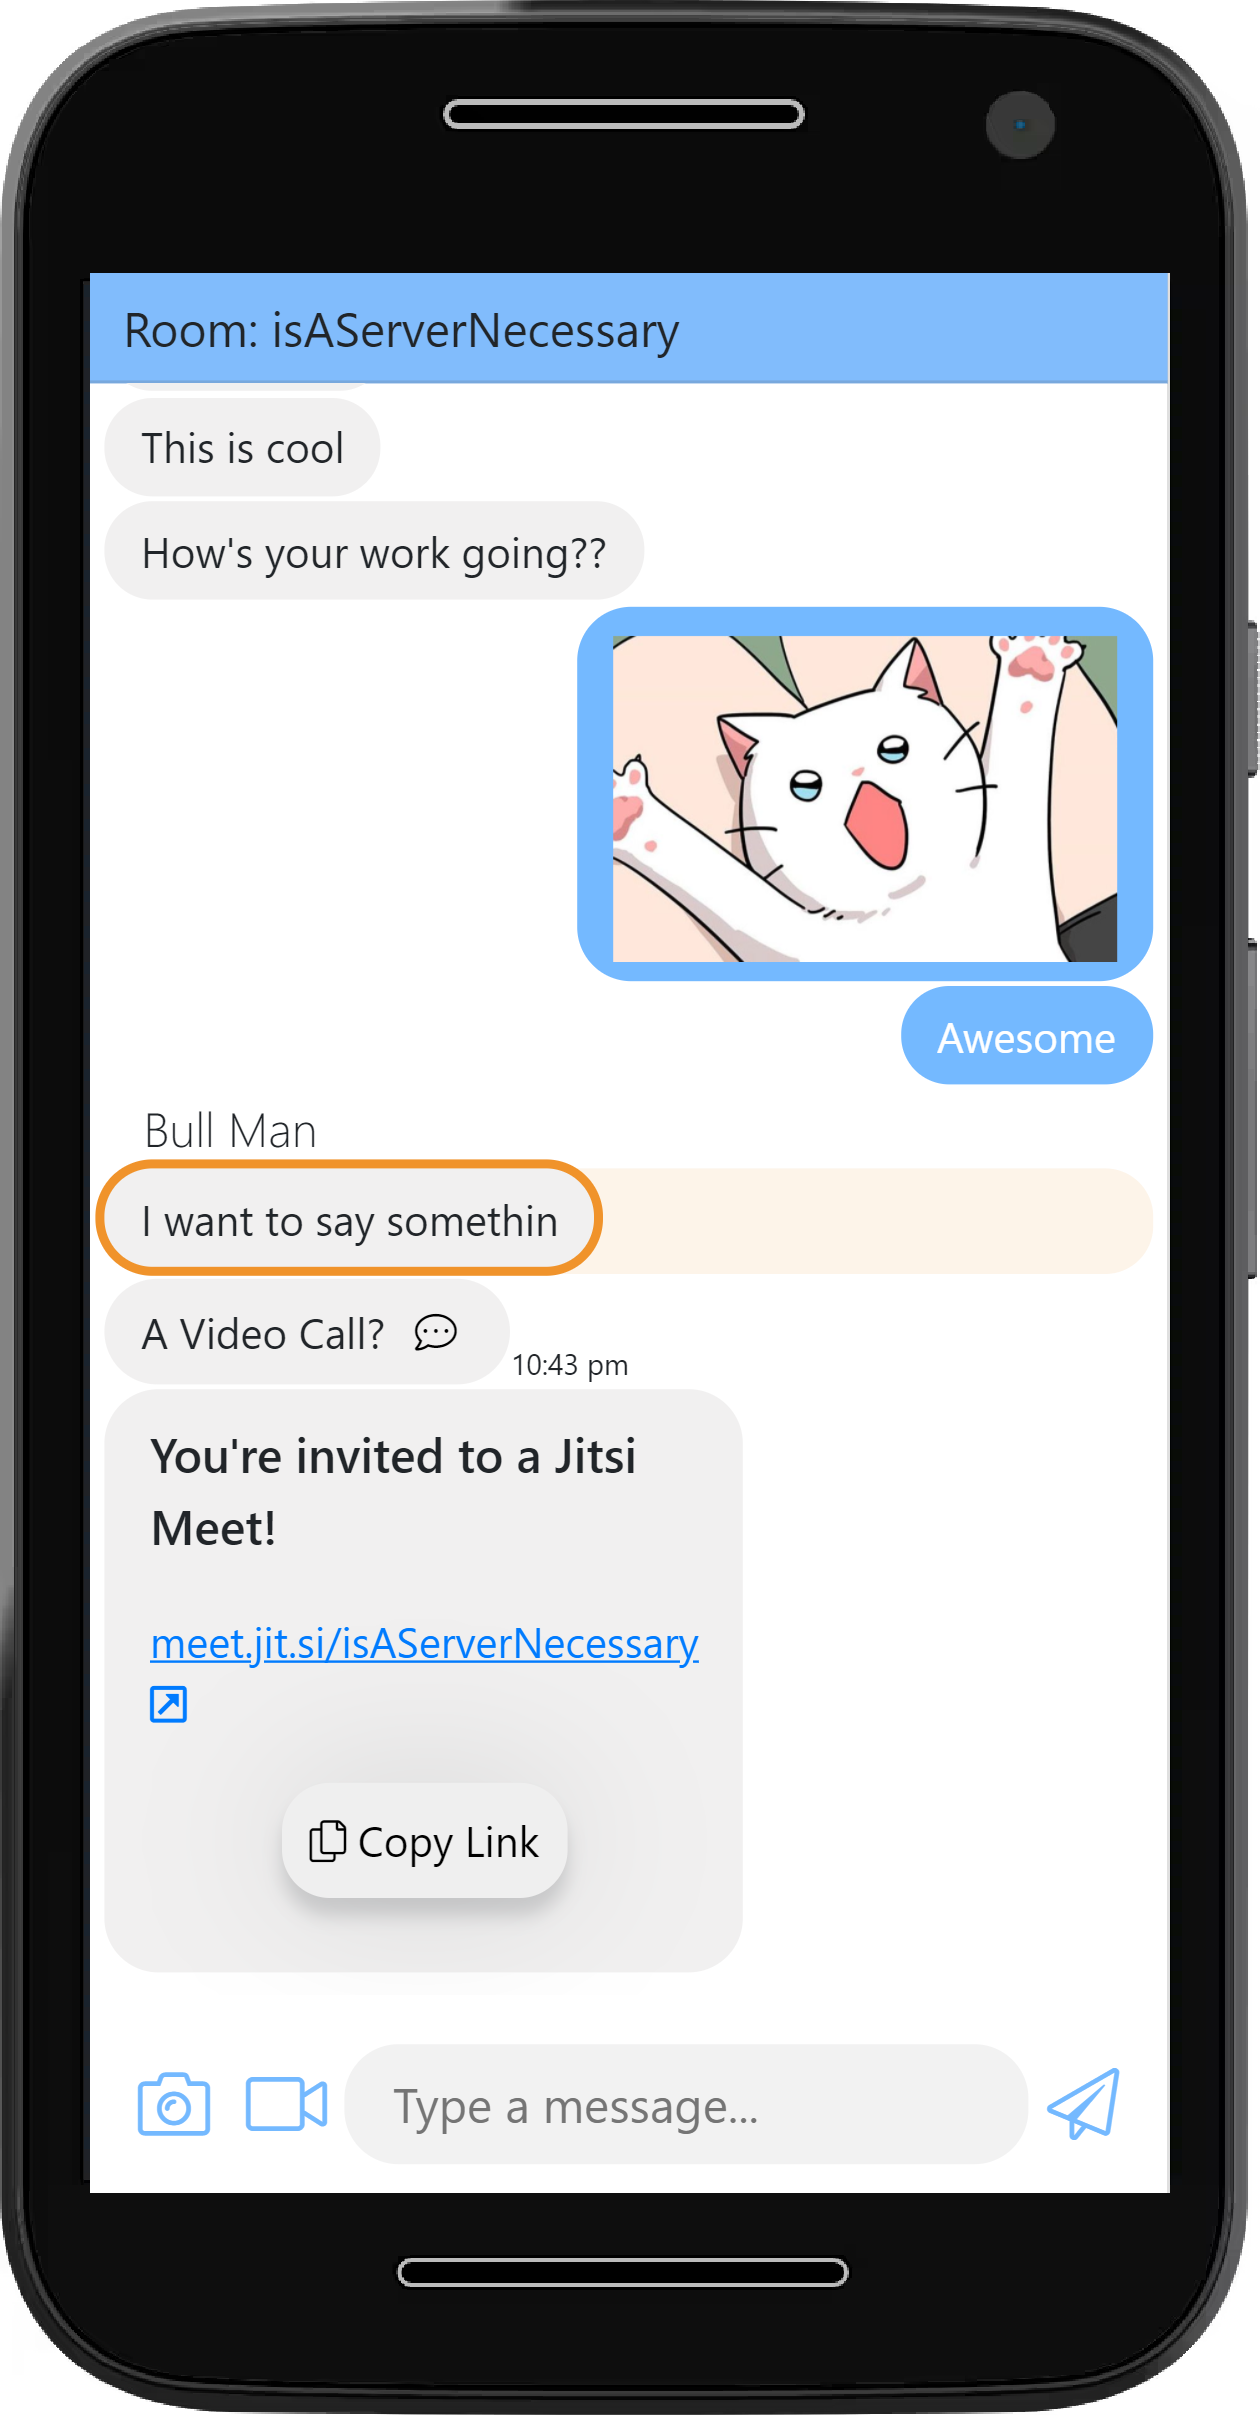 Room: isAServerNecessary
This is cool
How's your work going??
Awesome
Bull Man
I want to say somethin
A Video Call?
10:43 pm
You're invited to a Jitsi
Meet!
meet.jit.si/isAServerNecessary
Copy Link
Type a message...